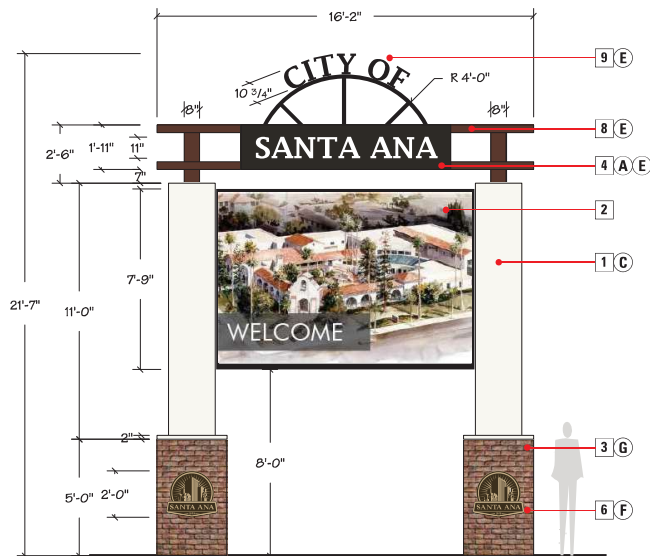 16'-2"
CITY OF
9 E
R 4'-0"
10 3/4"
8"
8"
8 E
1'-11"
11"
2'-6"
SANTA ANA
4 A E
7"
2
1 C
7'-9"
21'-7"
11'-0"
WELCOME
2"
3 G
8'-0"
5'-0"
2'-0"
SANTA ANA
SANTA ANA
6 F